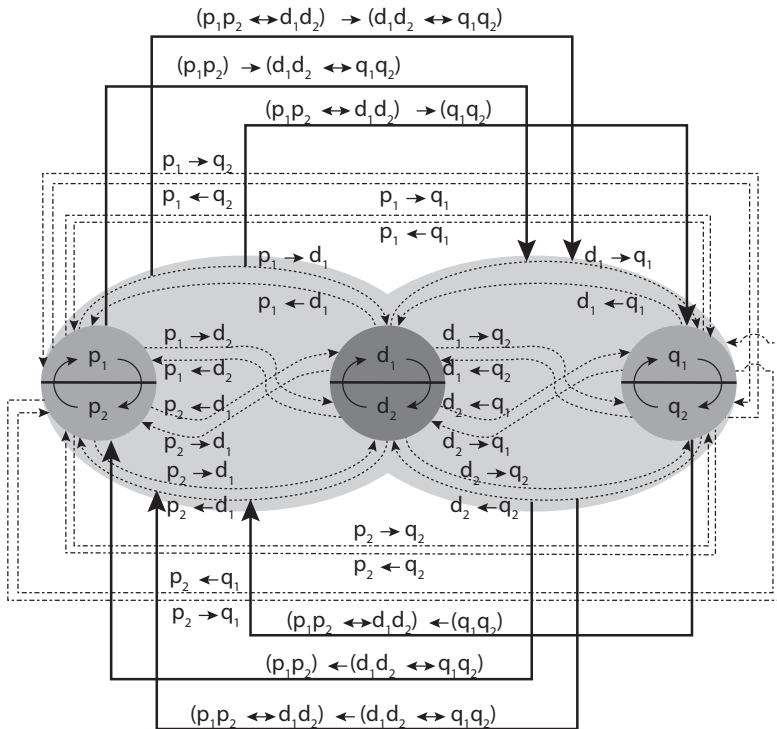 (p₁p₂ ↔ d₁d₂) → (d₁d₂ ↔ q₁q₂)
(p₁p₂) → (d₁d₂ ↔ q₁q₂)
(p₁p₂ ↔ d₁d₂) → (q₁q₂)
p₁ → q₂
p₁ ← q₂
p₁ → q₁
p₁ ← q₁
p₁ → d₁
d₁ → q₁
p₁ ← d₁
d₁ ← q₁
p₁ → d₂
d₁ → q₂
p₁
d₁
q₁
p₁ ← d₂
d₁ ← q₂
p₂
d₂
q₂
p₂ ← d₁
d₂ ← q₁
p₂ → d₁
d₂ → q₁
p₂ → d₁
d₂ → q₂
p₂ ← d₁
d₂ ← q₂
p₂ → q₂
p₂ ← q₂
p₂ ← q₁
p₂ → q₁
(p₁p₂ ↔ d₁d₂) ← (q₁q₂)
(p₁p₂) ← (d₁d₂ ↔ q₁q₂)
(p₁p₂ ↔ d₁d₂) ← (d₁d₂ ↔ q₁q₂)